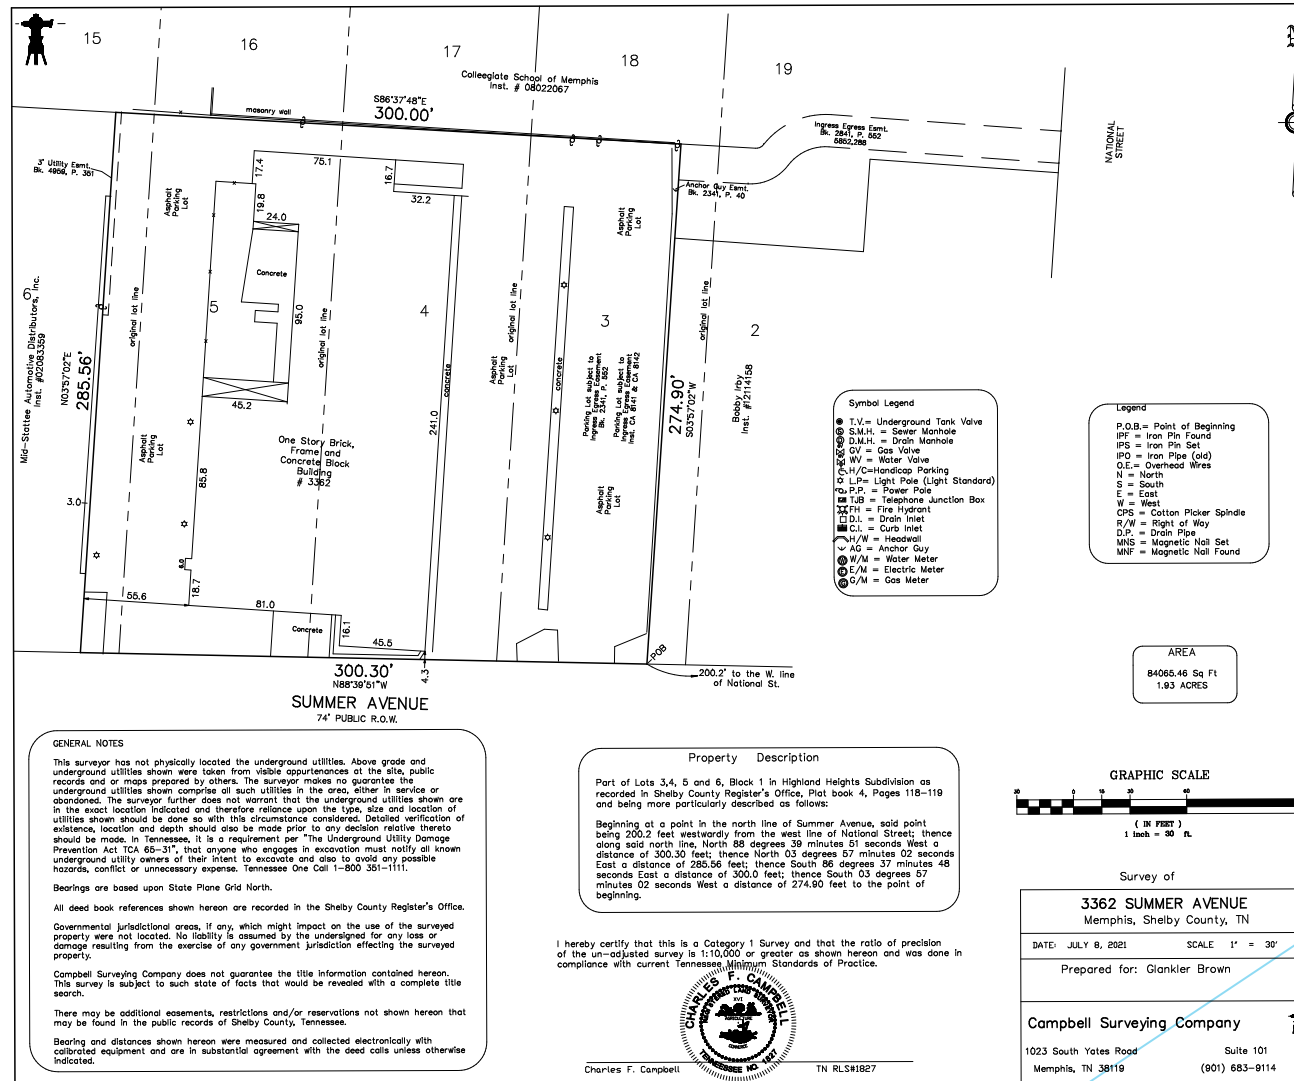 15
16
17
18
19
Colleegiate School of Memphis
Inst. # 08022067
S86°37'48"E
300.00'
masonry wall
Ingress Egress Esmt.
Bk. 2841, P. 552
5852,288
NATIONAL
STREET
3' Utility Esmt.
Bk. 4959, P. 351
Anchor Guy Esmt.
Bk. 2341, P. 40
17.4
75.1
16.7
32.2
19.8
24.0
Asphalt
Parking
Lot
Asphalt
Parking
Lot
Concrete
95.0
6
5
4
3
2
Mid-Stattee Automotive Distributors, Inc.
Inst. #02083359
N03°57'02"E
285.56'
original lot line
original lot line
original lot line
original lot line
45.2
Asphalt
Parking
Lot
concrete
241.0
Asphalt
Parking
Lot
concrete
Parking Lot subject to
Ingress Egress Easement
Bk. 2341, P. 552
Parking Lot subject to
Ingress Egress Easement
Inst. CA 8141 & CA 8142
274.90'
S03°57'02"W
Bobby Irby
Inst. #12114158
One Story Brick,
Frame and
Concrete Block
Building
# 3362
85.8
3.0
Asphalt
Parking
Lot
6.0
18.7
55.6
81.0
Concrete
16.1
45.5
4.3
POB
200.2' to the W. line
of National St.
300.30'
N88°39'51"W
SUMMER AVENUE
74' PUBLIC R.O.W.
Symbol Legend
T.V.= Underground Tank Valve
S.M.H. = Sewer Manhole
D.M.H. = Drain Manhole
GV = Gas Valve
WV = Water Valve
H/C=Handicap Parking
L.P= Light Pole (Light Standard)
P.P. = Power Pole
TJB = Telephone Junction Box
FH = Fire Hydrant
D.I. = Drain Inlet
C.I. = Curb Inlet
H/W = Headwall
AG = Anchor Guy
W/M = Water Meter
E/M = Electric Meter
G/M = Gas Meter
Legend
P.O.B.= Point of Beginning
IPF = Iron Pin Found
IPS = Iron Pin Set
IPO = Iron Pipe (old)
O.E.= Overhead Wires
N = North
S = South
E = East
W = West
CPS = Cotton Picker Spindle
R/W = Right of Way
D.P. = Drain Pipe
MNS = Magnetic Nail Set
MNF = Magnetic Nail Found
AREA
84065.46 Sq Ft
1.93 ACRES
GENERAL NOTES
This surveyor has not physically located the underground utilities. Above grade and
underground utilities shown were taken from visible appurtenances at the site, public
records and or maps prepared by others. The surveyor makes no guarantee the
underground utilities shown comprise all such utilities in the area, either in service or
abandoned. The surveyor further does not warrant that the underground utilities shown are
in the exact location indicated and therefore reliance upon the type, size and location of
utilities shown should be done so with this circumstance considered. Detailed verification of
existence, location and depth should also be made prior to any decision relative thereto
should be made. In Tennessee, it is a requirement per "The Underground Utility Damage
Prevention Act TCA 65-31", that anyone who engages in excavation must notify all known
underground utility owners of their intent to excavate and also to avoid any possible
hazards, conflict or unnecessary expense. Tennessee One Call 1-800 351-1111.
Bearings are based upon State Plane Grid North.
All deed book references shown hereon are recorded in the Shelby County Register's Office.
Governmental jurisdictional areas, if any, which might impact on the use of the surveyed
property were not located. No liability is assumed by the undersigned for any loss or
damage resulting from the exercise of any government jurisdiction effecting the surveyed
property.
Campbell Surveying Company does not guarantee the title information contained hereon.
This survey is subject to such state of facts that would be revealed with a complete title
search.
There may be additional easements, restrictions and/or reservations not shown hereon that
may be found in the public records of Shelby County, Tennessee.
Bearing and distances shown hereon were measured and collected electronically with
calibrated equipment and are in substantial agreement with the deed calls unless otherwise
indicated.
Property Description
Part of Lots 3,4, 5 and 6, Block 1 in Highland Heights Subdivision as
recorded in Shelby County Register's Office, Plat book 4, Pages 118-119
and being more particularly described as follows:
Beginning at a point in the north line of Summer Avenue, said point
being 200.2 feet westwardly from the west line of National Street; thence
along said north line, North 88 degrees 39 minutes 51 seconds West a
distance of 300.30 feet; thence North 03 degrees 57 minutes 02 seconds
East a distance of 285.56 feet; thence South 86 degrees 37 minutes 48
seconds East a distance of 300.0 feet; thence South 03 degrees 57
minutes 02 seconds West a distance of 274.90 feet to the point of
beginning.
I hereby certify that this is a Category 1 Survey and that the ratio of precision
of the un-adjusted survey is 1:10,000 or greater as shown hereon and was done in
compliance with current Tennessee Minimum Standards of Practice.
CHARLES F. CAMPBELL
REGISTERED LAND SURVEYOR
XVI
AGRICULTURE
COMMERCE
TENNESSEE NO. 1827
Charles F. Campbell
TN RLS#1827
GRAPHIC SCALE
30
0
15
30
60
( IN FEET )
1 inch = 30 ft.
Survey of
3362 SUMMER AVENUE
Memphis, Shelby County, TN
DATE: JULY 8, 2021 SCALE 1" = 30'
Prepared for: Glankler Brown
Campbell Surveying Company
1023 South Yates Road Suite 101
Memphis, TN 38119 (901) 683-9114